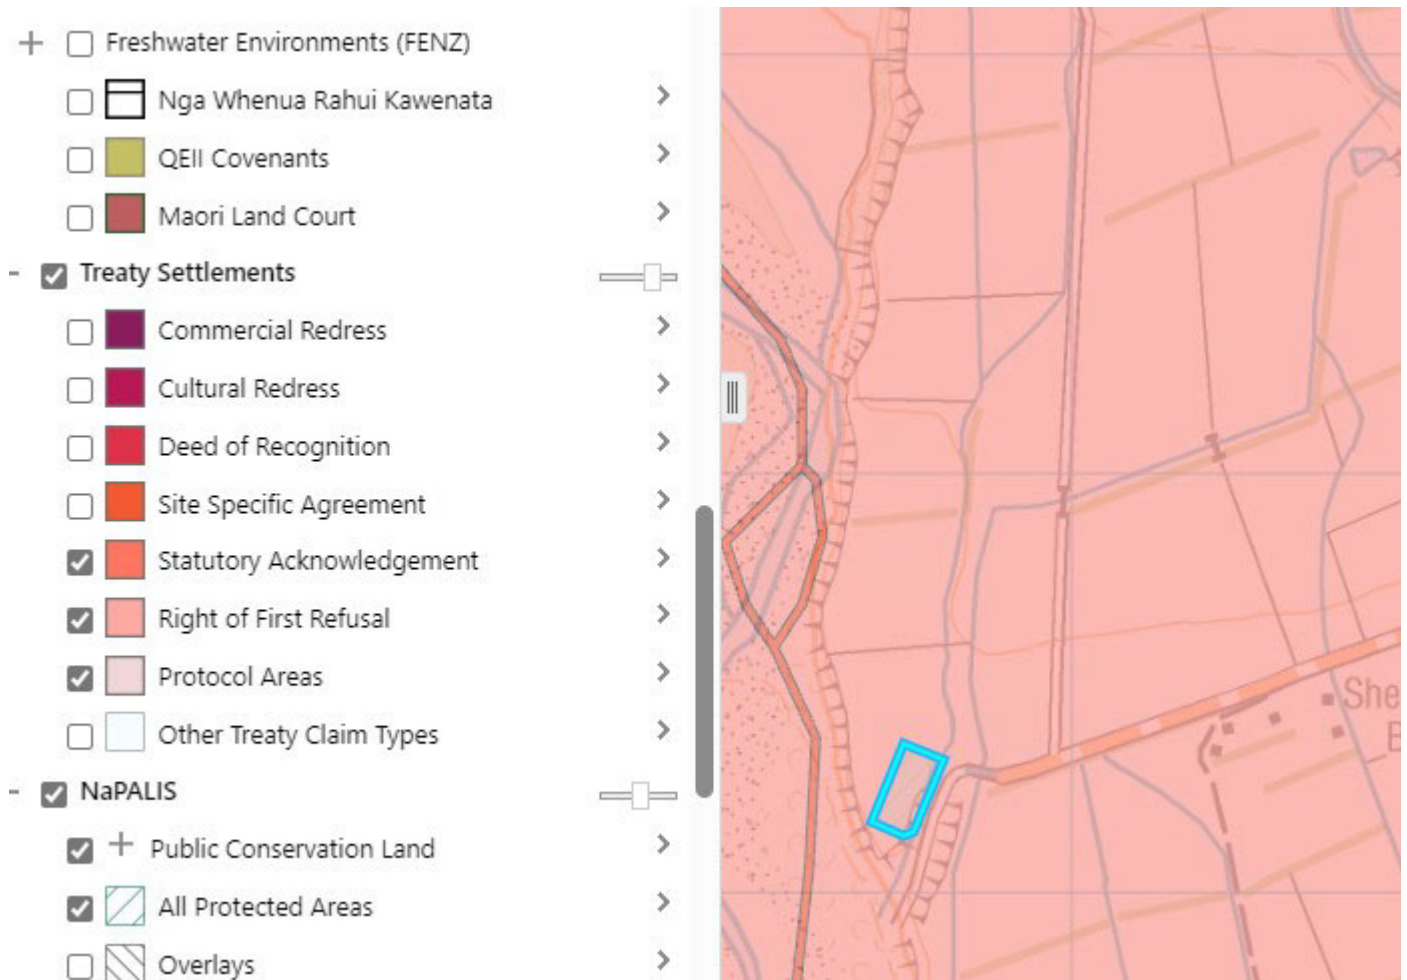 Freshwater Environments (FENZ)
Nga Whenua Rahui Kawenata
QEII Covenants
Maori Land Court
Treaty Settlements
Commercial Redress
Cultural Redress
Deed of Recognition
Site Specific Agreement
Statutory Acknowledgement
Right of First Refusal
Protocol Areas
Other Treaty Claim Types
NaPALIS
Public Conservation Land
All Protected Areas
Overlays
She
B